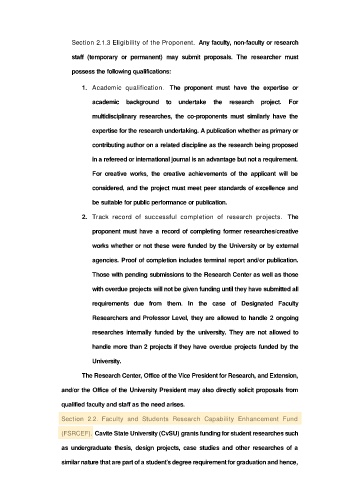 Section 2.1.3 Eligibility of the Proponent. Any faculty, non-faculty or research
staff (temporary or permanent) may submit proposals. The researcher must
possess the following qualifications:
1. Academic qualification. The proponent must have the expertise or
academic background to undertake the research project. For
multidisciplinary researches, the co-proponents must similarly have the
expertise for the research undertaking. A publication whether as primary or
contributing author on a related discipline as the research being proposed
in a refereed or international journal is an advantage but not a requirement.
For creative works, the creative achievements of the applicant will be
considered, and the project must meet peer standards of excellence and
be suitable for public performance or publication.
2. Track record of successful completion of research projects. The
proponent must have a record of completing former researches/creative
works whether or not these were funded by the University or by external
agencies. Proof of completion includes terminal report and/or publication.
Those with pending submissions to the Research Center as well as those
with overdue projects will not be given funding until they have submitted all
requirements due from them. In the case of Designated Faculty
Researchers and Professor Level, they are allowed to handle 2 ongoing
researches internally funded by the university. They are not allowed to
handle more than 2 projects if they have overdue projects funded by the
University.
The Research Center, Office of the Vice President for Research, and Extension,
and/or the Office of the University President may also directly solicit proposals from
qualified faculty and staff as the need arises.
Section 2.2. Faculty and Students Research Capability Enhancement Fund
(FSRCEF). Cavite State University (CvSU) grants funding for student researches such
as undergraduate thesis, design projects, case studies and other researches of a
similar nature that are part of a student's degree requirement for graduation and hence,